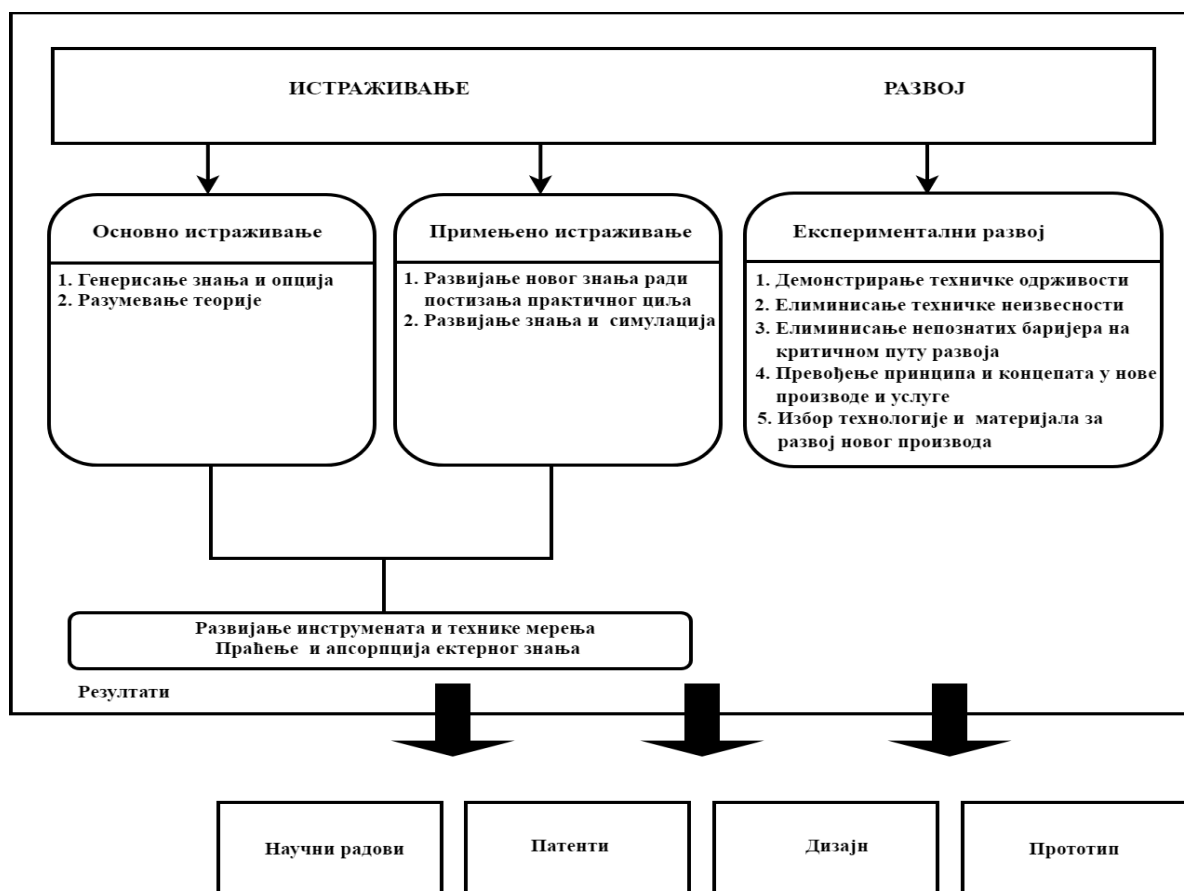 ИСТРАЖИВАЊЕ РАЗВОЈ
Основно истраживање
1. Генерисање знања и опција
2. Разумевање теорије
Примењено истраживање
1. Развијање новог знања ради
постизања практичног циља
2. Развијање знања и симулација
Експериментални развој
1. Демонстрирање техничке одрживости
2. Елиминисање техничке неизвесности
3. Елиминисање непознатих баријера на
критичном путу развоја
4. Превођење принципа и концепата у нове
производе и услуге
5. Избор технологије и материјала за
развој новог производа
Развијање инструмената и технике мерења
Праћење и апсорпција ектерног знања
Резултати
Научни радови
Патенти
Дизајн
Прототип